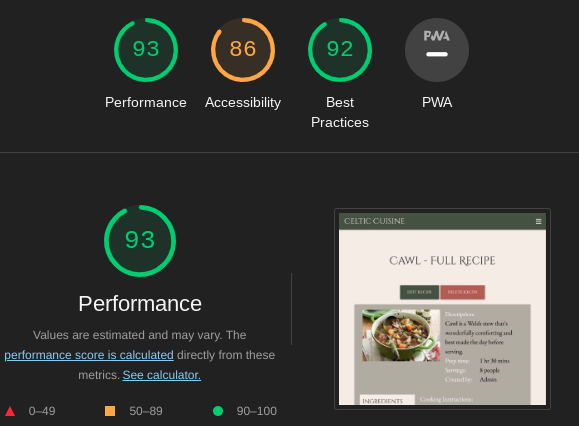 93
86
92
PWA
Performance
Accessibility
Best
Practices
PWA
93
Performance
Values are estimated and may vary. The
performance score is calculated directly from these
metrics. See calculator.
0–49
50–89
90–100
Celtic Cuisine
Cawl - Full Recipe
EDIT RECIPE
DELETE RECIPE
Description:
Cawl is a Welsh stew that's
wonderfully comforting and
best made the day before
serving.
Prep time: 1 hr 30 mins
Servings: 8 people
Created by: Admin
Ingredients
Cooking Instructions: